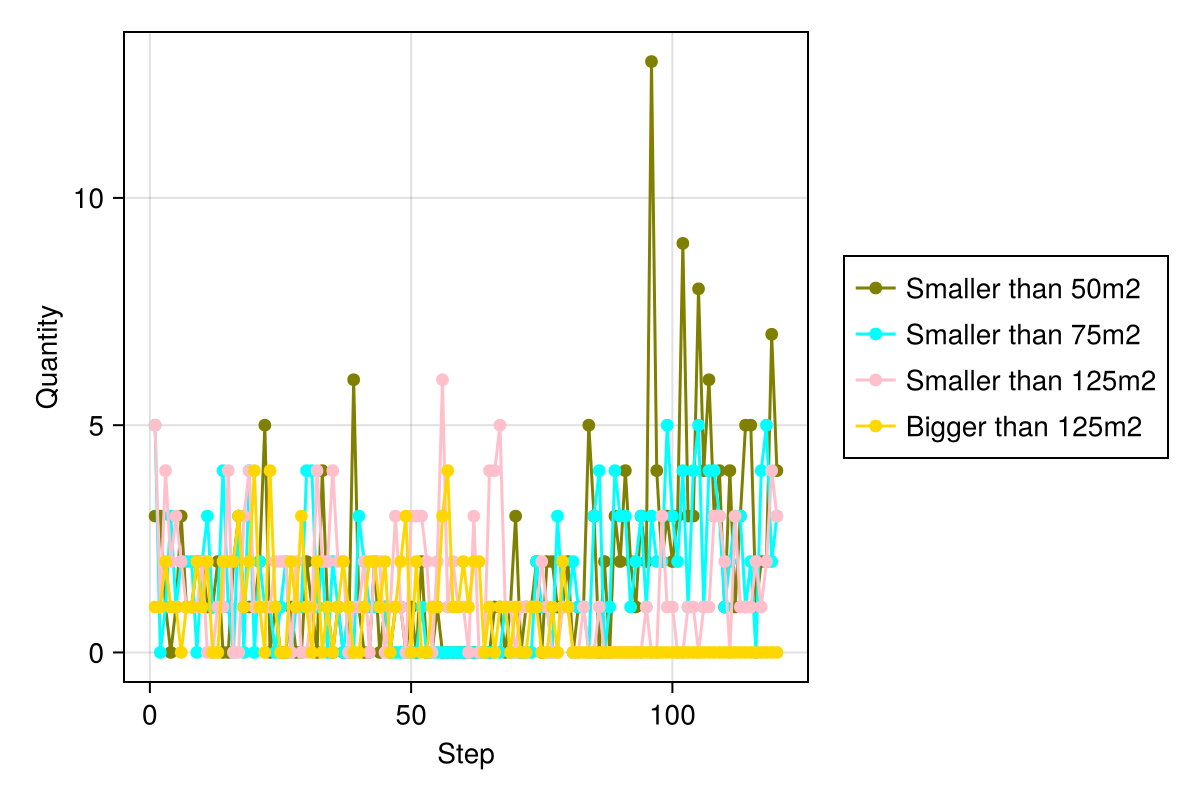 10
5
0
Quantity
0
50
100
Step
Smaller than 50m2
Smaller than 75m2
Smaller than 125m2
Bigger than 125m2